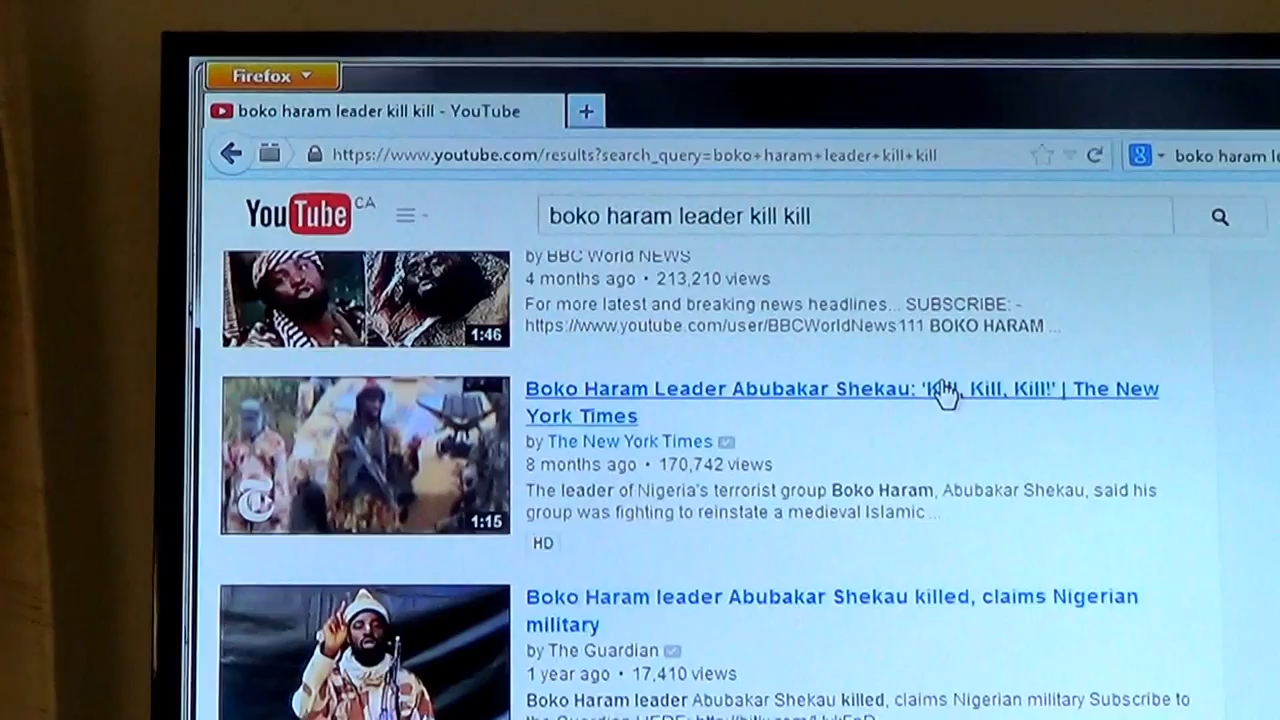 Firefox
boko haram leader kill kill - YouTube
+
https://www.youtube.com/results?search_query=boko+haram+leader+kill+kill
8
boko haram le
YouTube CA
boko haram leader kill kill
by BBC World NEWS
4 months ago • 213,210 views
For more latest and breaking news headlines... SUBSCRIBE: -
https://www.youtube.com/user/BBCWorldNews111 BOKO HARAM ...
1:46
Boko Haram Leader Abubakar Shekau: 'Kill, Kill, Kill!' | The New
York Times
by The New York Times
8 months ago • 170,742 views
The leader of Nigeria's terrorist group Boko Haram, Abubakar Shekau, said his
group was fighting to reinstate a medieval Islamic ...
1:15
HD
Boko Haram leader Abubakar Shekau killed, claims Nigerian
military
by The Guardian
1 year ago • 17,410 views
Boko Haram leader Abubakar Shekau killed, claims Nigerian military Subscribe to